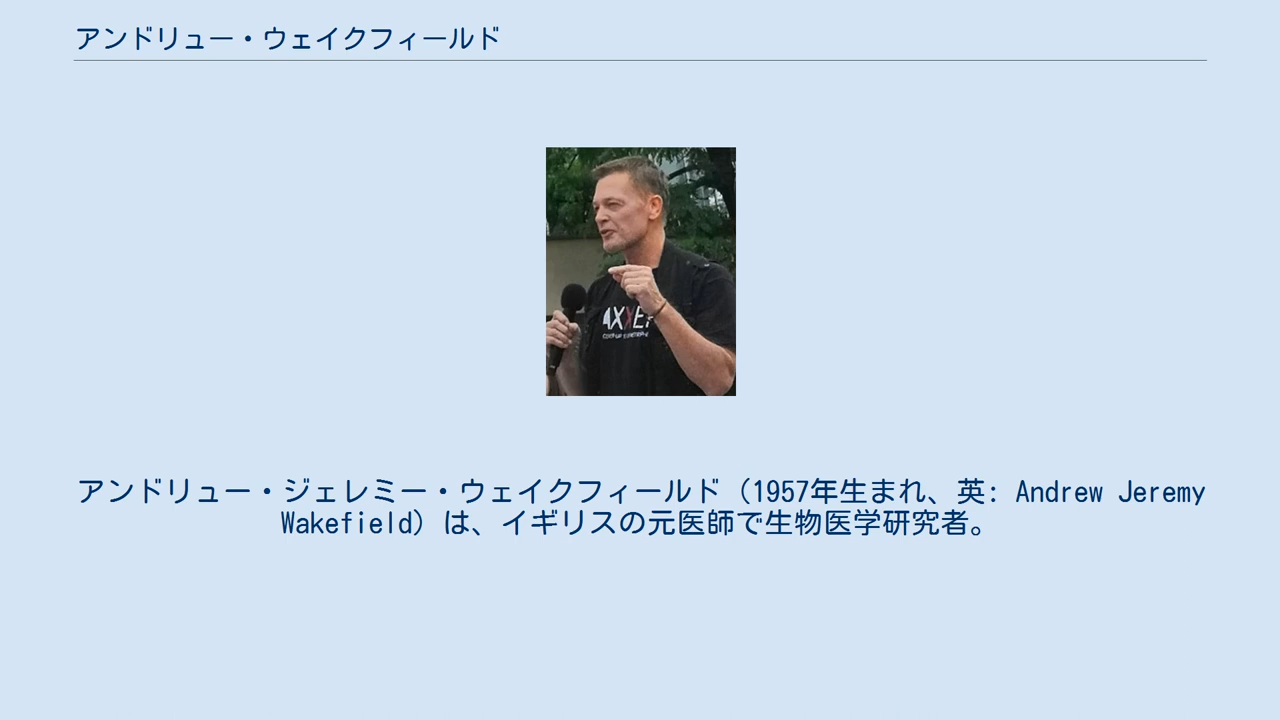 アンドリュー・ウェイクフィールド
アンドリュー・ジェレミー・ウェイクフィールド（1957年生まれ、英: Andrew Jeremy
Wakefield）は、イギリスの元医師で生物医学研究者。